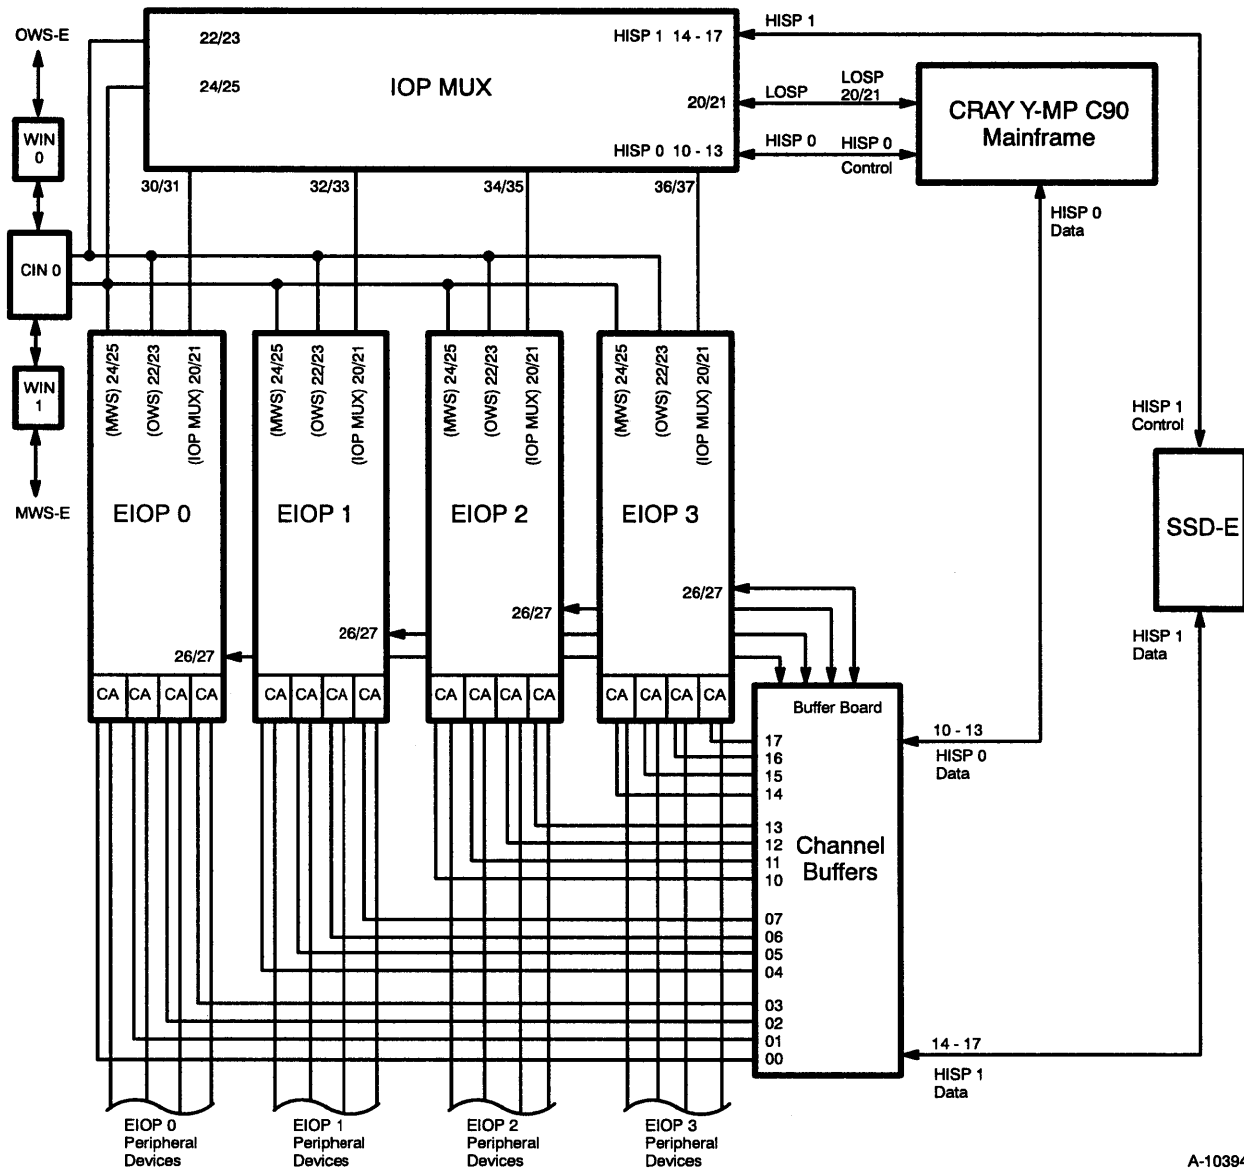 OWS-E
WIN
0
CIN 0
WIN
1
MWS-E
22/23
24/25
IOP MUX
HISP 1 14 - 17
20/21
HISP 0 10 - 13
HISP 1
LOSP
LOSP
20/21
HISP 0
HISP 0
Control
CRAY Y-MP C90
Mainframe
HISP 0
Data
30/31
32/33
34/35
36/37
(MWS) 24/25
(OWS) 22/23
(IOP MUX) 20/21
EIOP 0
26/27
CA CA CA CA
(MWS) 24/25
(OWS) 22/23
(IOP MUX) 20/21
EIOP 1
26/27
CA CA CA CA
(MWS) 24/25
(OWS) 22/23
(IOP MUX) 20/21
EIOP 2
26/27
CA CA CA CA
(MWS) 24/25
(OWS) 22/23
(IOP MUX) 20/21
EIOP 3
26/27
CA CA CA CA
HISP 1
Control
SSD-E
HISP 1
Data
Buffer Board
17
16
15
14
13
12
11
10
07
06
05
04
03
02
01
00
Channel
Buffers
10 - 13
HISP 0
Data
14 - 17
HISP 1
Data
EIOP 0
Peripheral
Devices
EIOP 1
Peripheral
Devices
EIOP 2
Peripheral
Devices
EIOP 3
Peripheral
Devices
A-10394